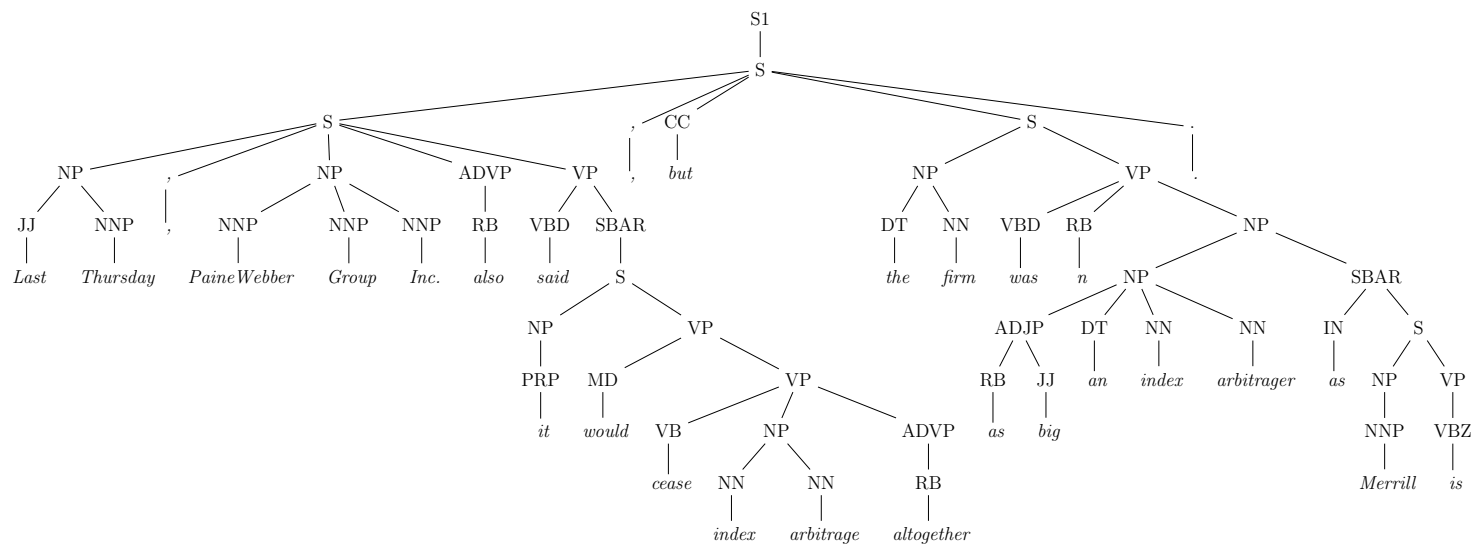 S1
S
S , CC S .
NP , NP ADVP VP , but NP VP .
JJ NNP , NNP NNP NNP RB VBD SBAR DT NN VBD RB NP
Last Thursday PaineWebber Group Inc. also said S the firm was n NP SBAR
NP VP ADJP DT NN NN IN S
PRP MD VP RB JJ an index arbitrager as NP VP
it would VB NP ADVP as big NNP VBZ
cease NN NN RB Merrill is
index arbitrage altogether